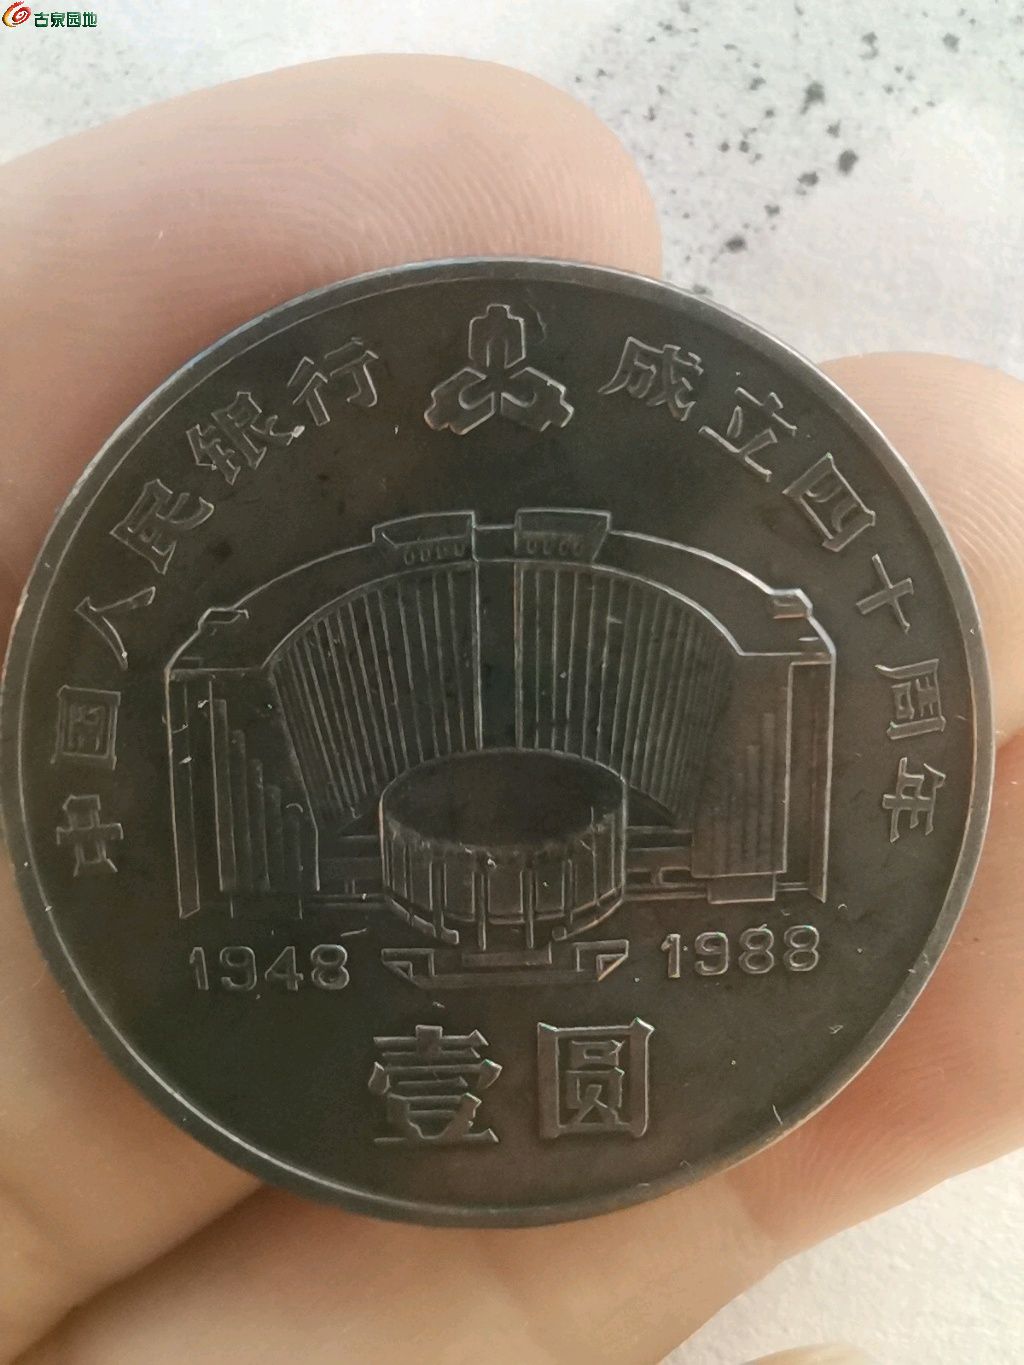 古泉园地
中国人民银行 成立四十周年
1948 1988
壹圆